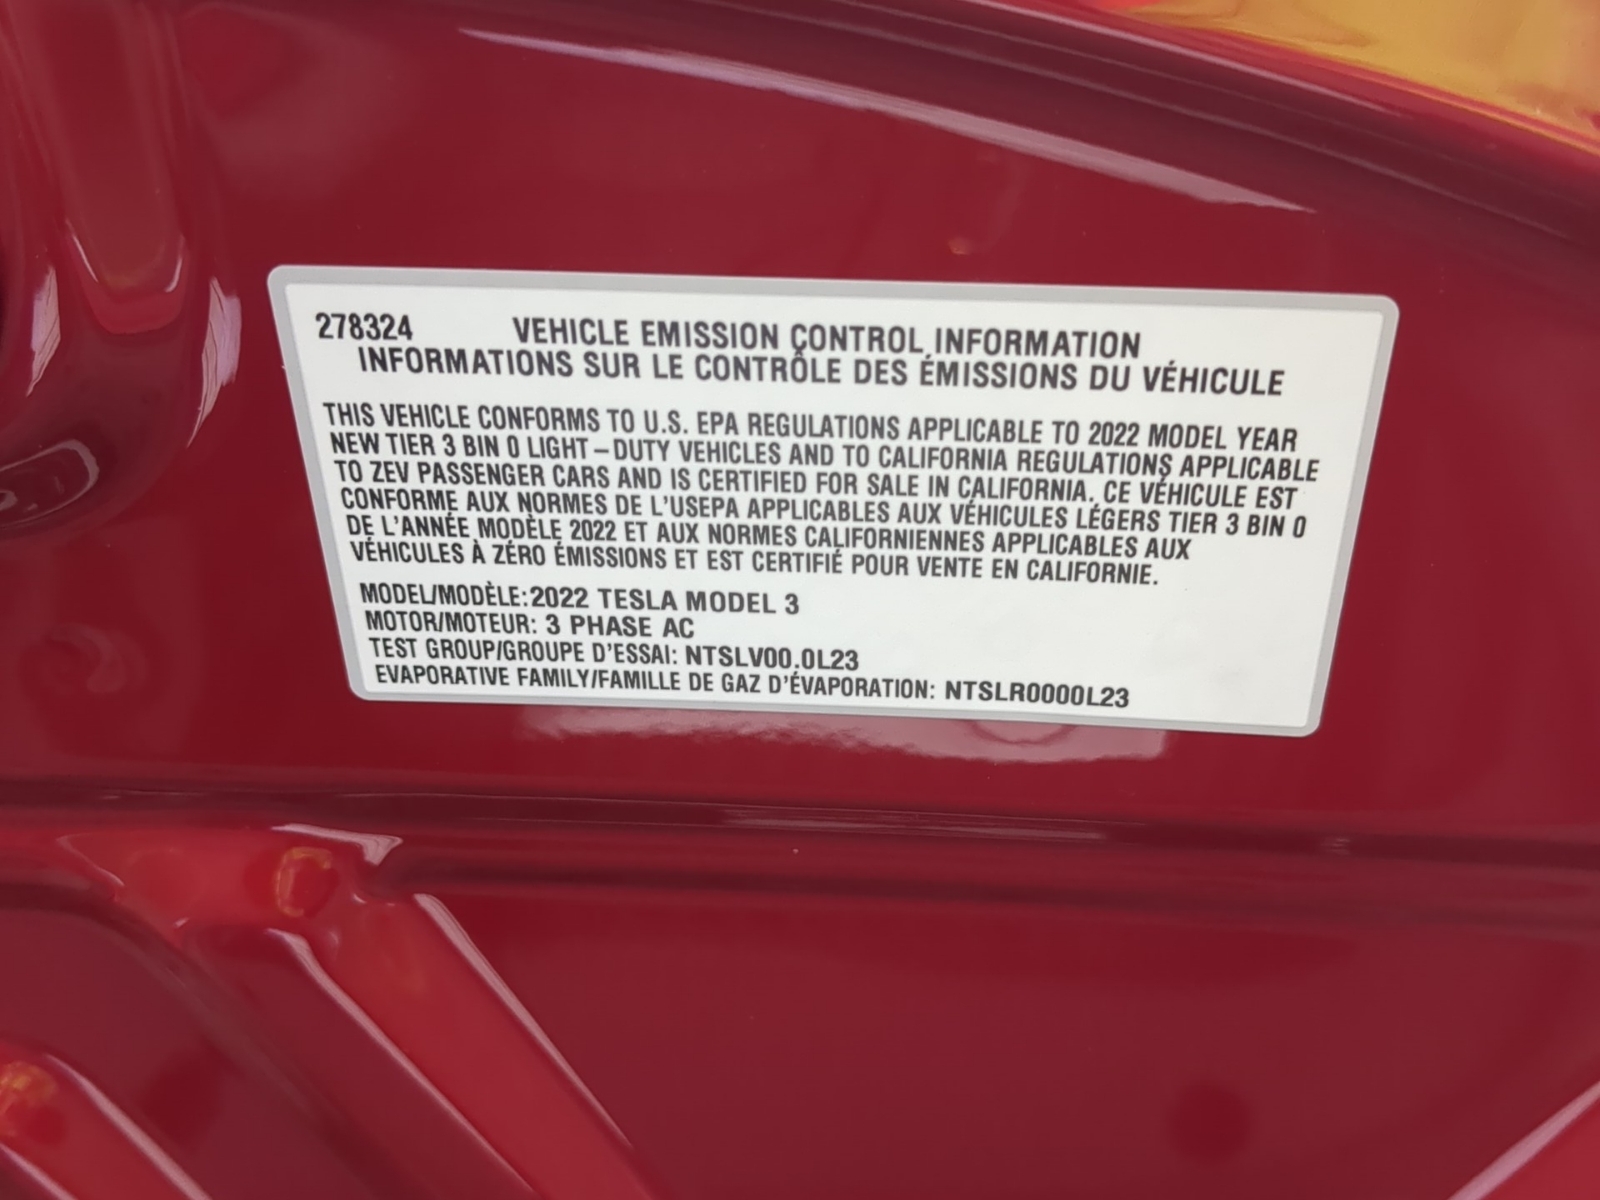 278324 VEHICLE EMISSION CONTROL INFORMATION
INFORMATIONS SUR LE CONTRÔLE DES ÉMISSIONS DU VÉHICULE
THIS VEHICLE CONFORMS TO U.S. EPA REGULATIONS APPLICABLE TO 2022 MODEL YEAR
NEW TIER 3 BIN 0 LIGHT–DUTY VEHICLES AND TO CALIFORNIA REGULATIONS APPLICABLE
TO ZEV PASSENGER CARS AND IS CERTIFIED FOR SALE IN CALIFORNIA. CE VÉHICULE EST
CONFORME AUX NORMES DE L'USEPA APPLICABLES AUX VÉHICULES LÉGERS TIER 3 BIN 0
DE L'ANNÉE MODÈLE 2022 ET AUX NORMES CALIFORNIENNES APPLICABLES AUX
VÉHICULES À ZÉRO ÉMISSIONS ET EST CERTIFIÉ POUR VENTE EN CALIFORNIE.
MODEL/MODÈLE:2022 TESLA MODEL 3
MOTOR/MOTEUR: 3 PHASE AC
TEST GROUP/GROUPE D'ESSAI: NTSLV00.0L23
EVAPORATIVE FAMILY/FAMILLE DE GAZ D'ÉVAPORATION: NTSLR0000L23